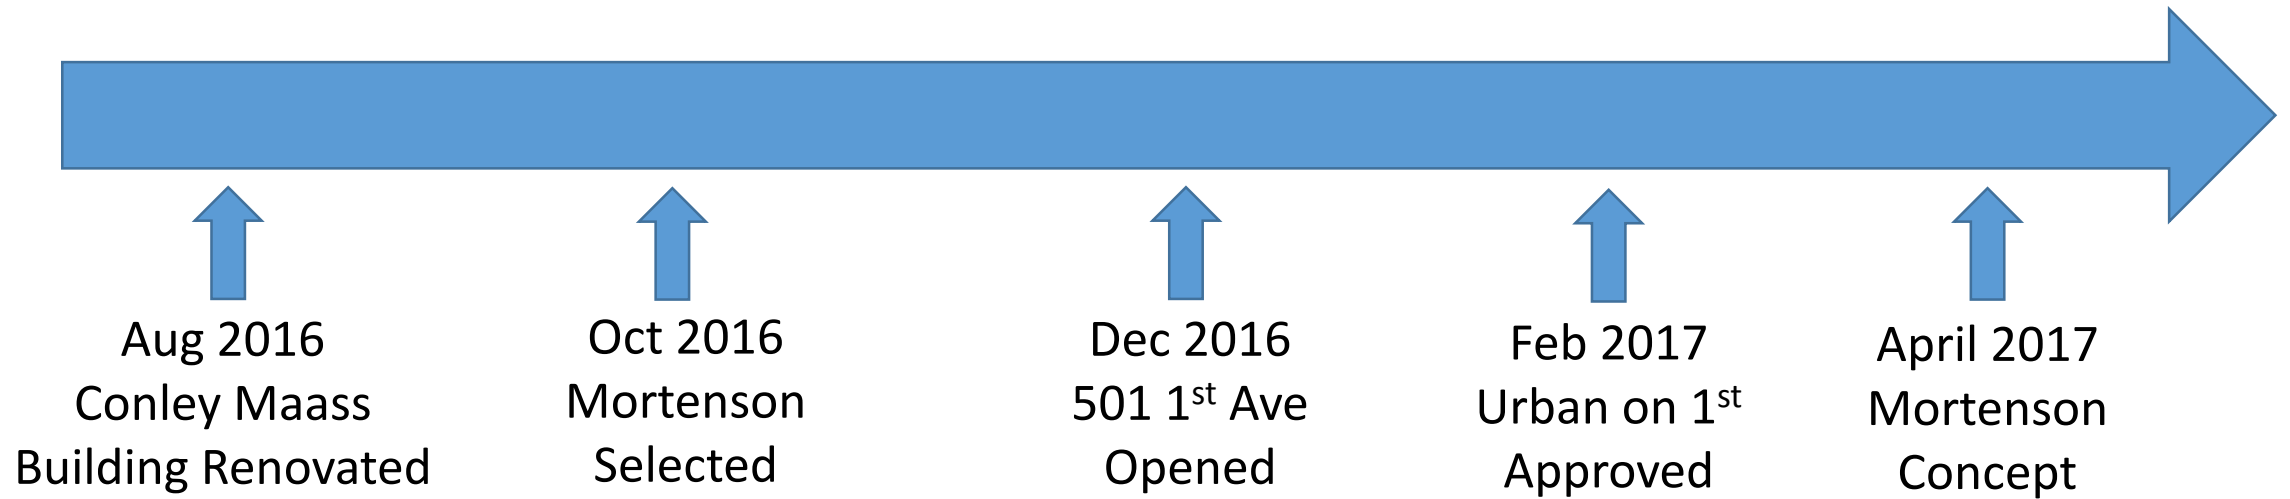 Aug 2016
Conley Maass
Building Renovated
Oct 2016
Mortenson
Selected
Dec 2016
501 1st Ave
Opened
Feb 2017
Urban on 1st
Approved
April 2017
Mortenson
Concept